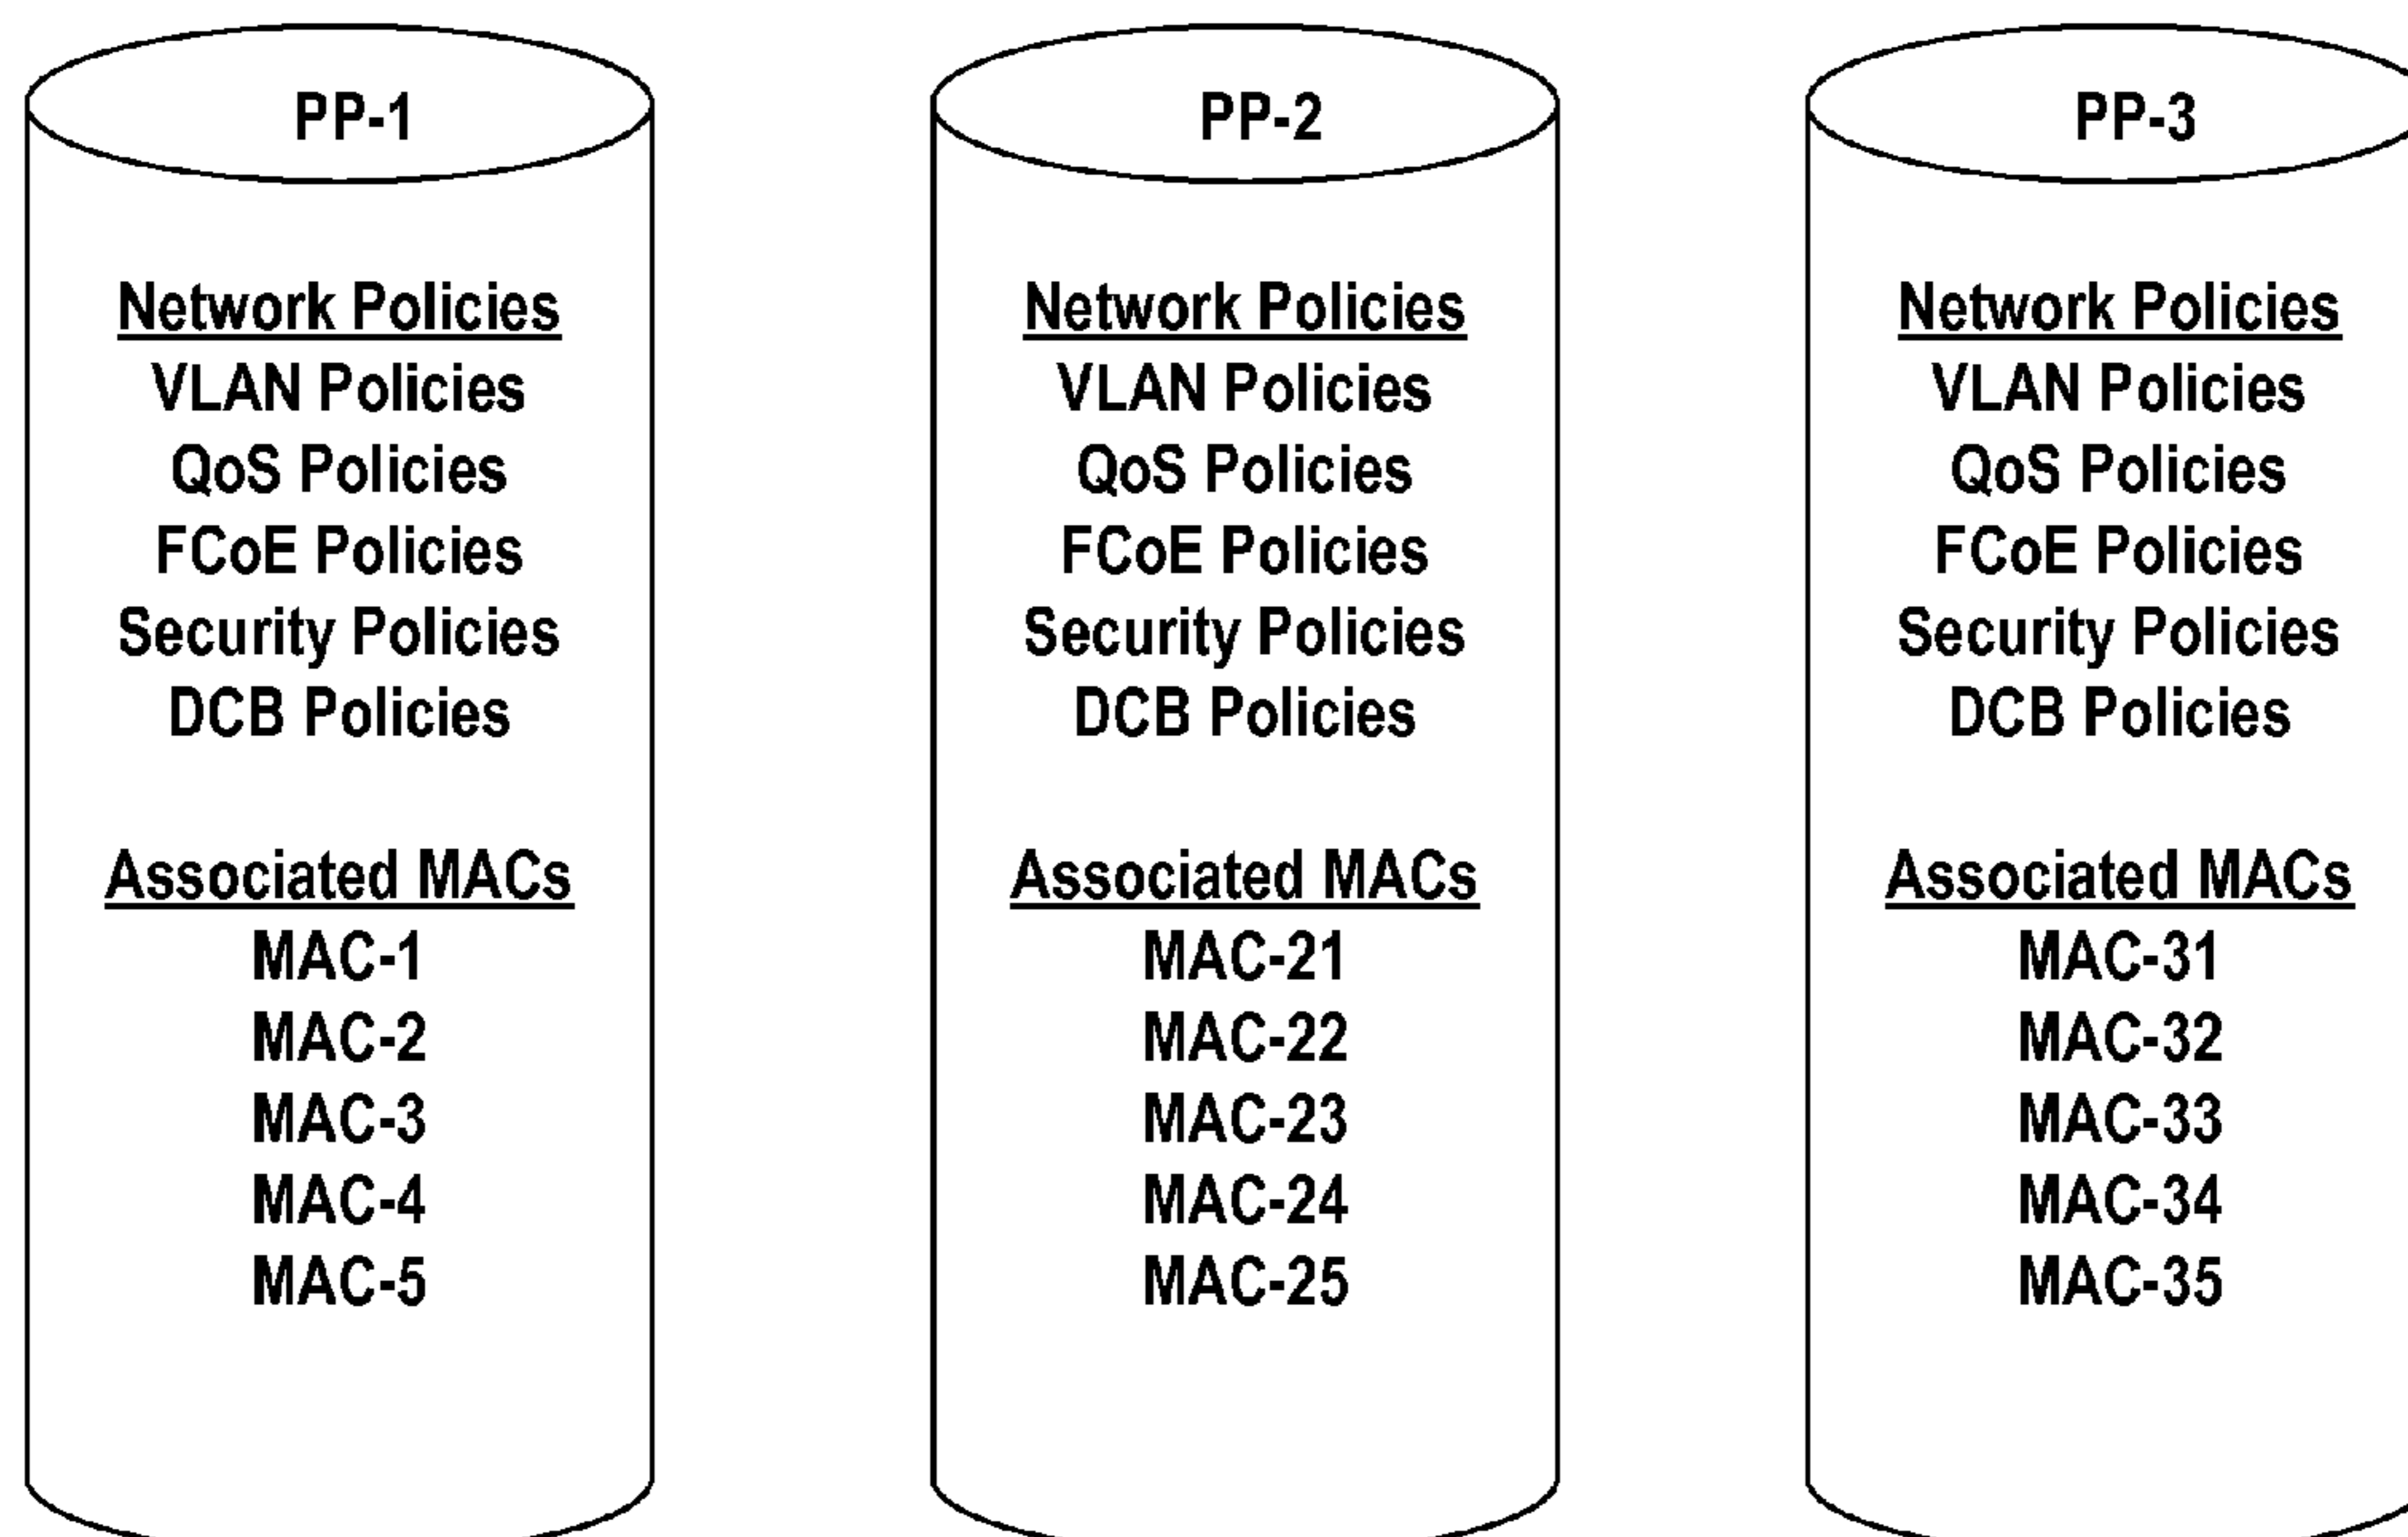 PP-1
Network Policies
VLAN Policies
QoS Policies
FCoE Policies
Security Policies
DCB Policies
Associated MACs
MAC-1
MAC-2
MAC-3
MAC-4
MAC-5
PP-2
Network Policies
VLAN Policies
QoS Policies
FCoE Policies
Security Policies
DCB Policies
Associated MACs
MAC-21
MAC-22
MAC-23
MAC-24
MAC-25
PP-3
Network Policies
VLAN Policies
QoS Policies
FCoE Policies
Security Policies
DCB Policies
Associated MACs
MAC-31
MAC-32
MAC-33
MAC-34
MAC-35